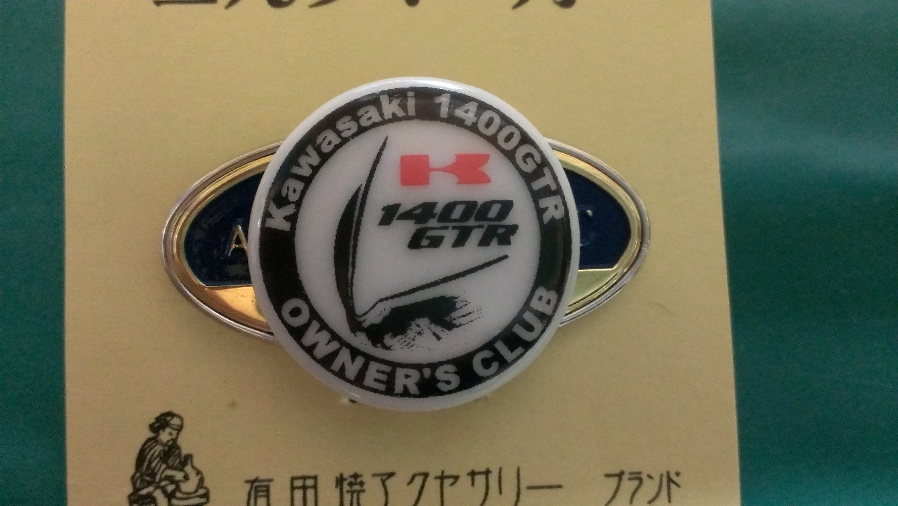 Kawasaki 1400GTR
K
1400
GTR
OWNER'S CLUB
A
C
有田焼アクセサリー ブランド